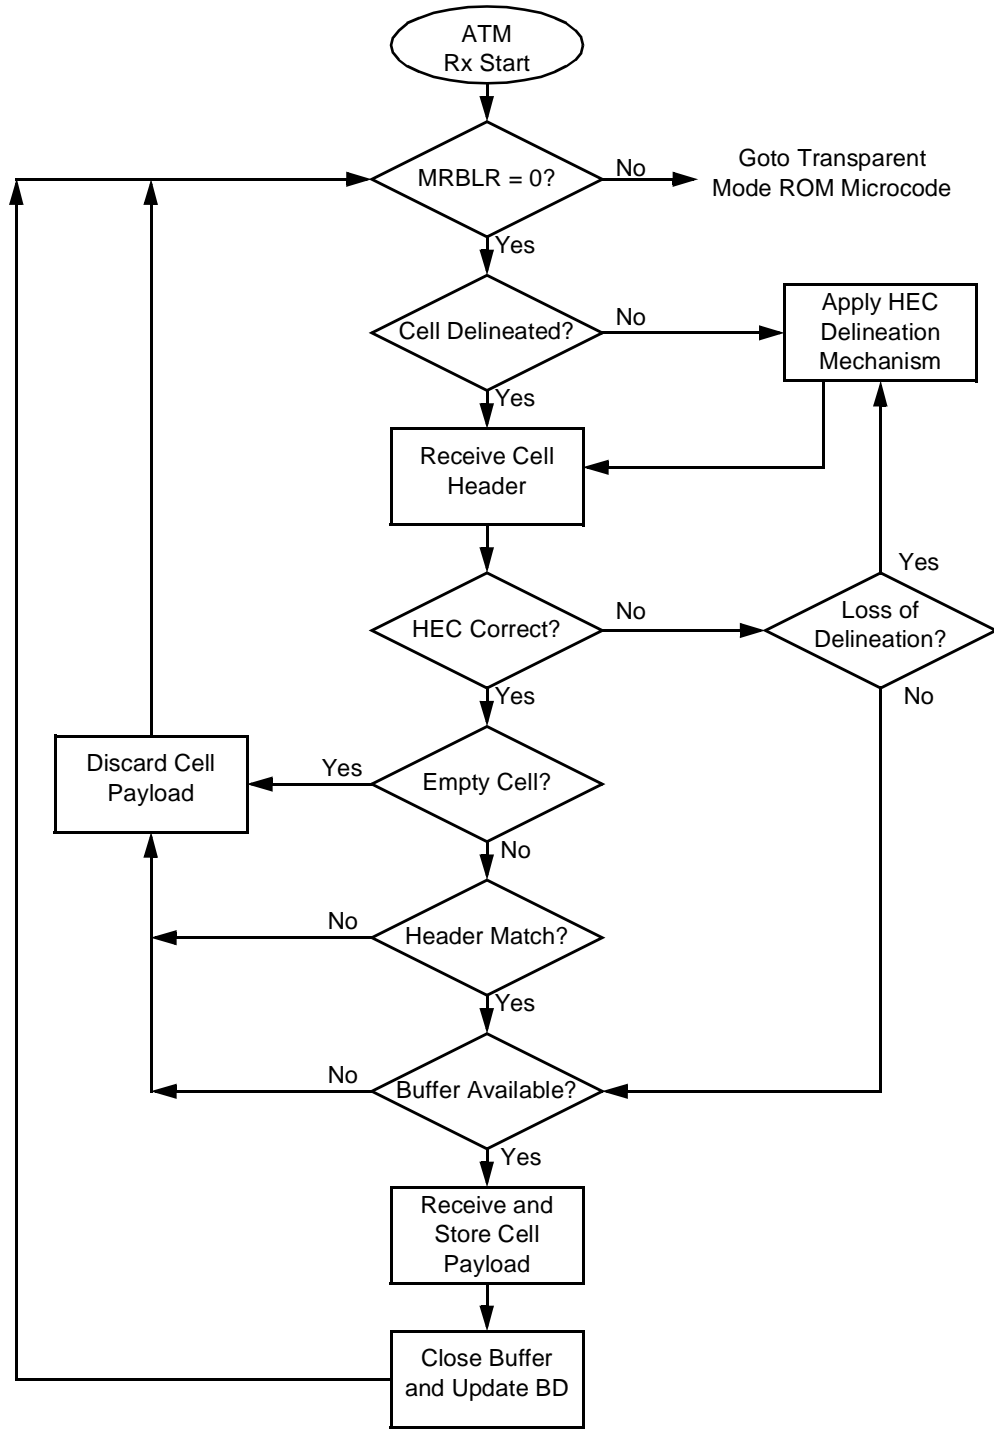 ATM
Rx Start
MRBLR = 0?
No
Goto Transparent
Mode ROM Microcode
Yes
Cell Delineated?
No
Apply HEC
Delineation
Mechanism
Yes
Receive Cell
Header
HEC Correct?
No
Yes
Loss of
Delineation?
No
Yes
Discard Cell
Payload
Yes
Empty Cell?
No
No
Header Match?
Yes
No
Buffer Available?
Yes
Receive and
Store Cell
Payload
Close Buffer
and Update BD